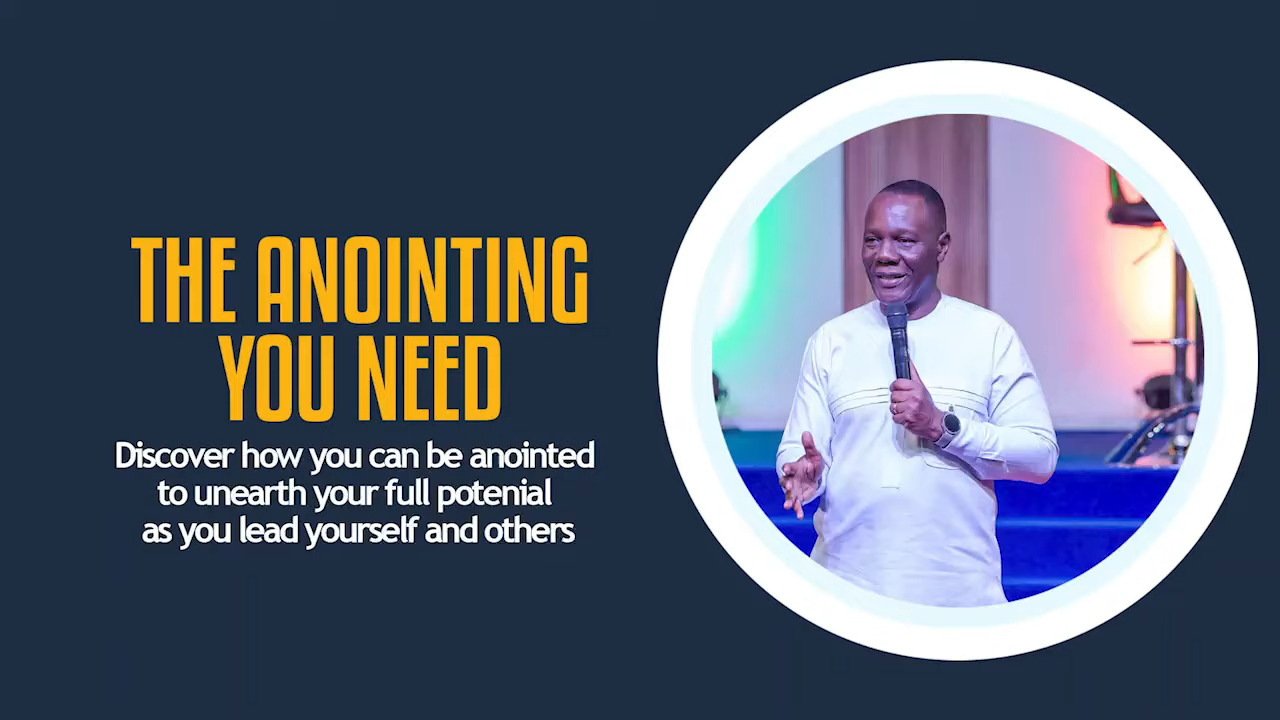 THE ANOINTING
YOU NEED
Discover how you can be anointed
to unearth your full potenial
as you lead yourself and others